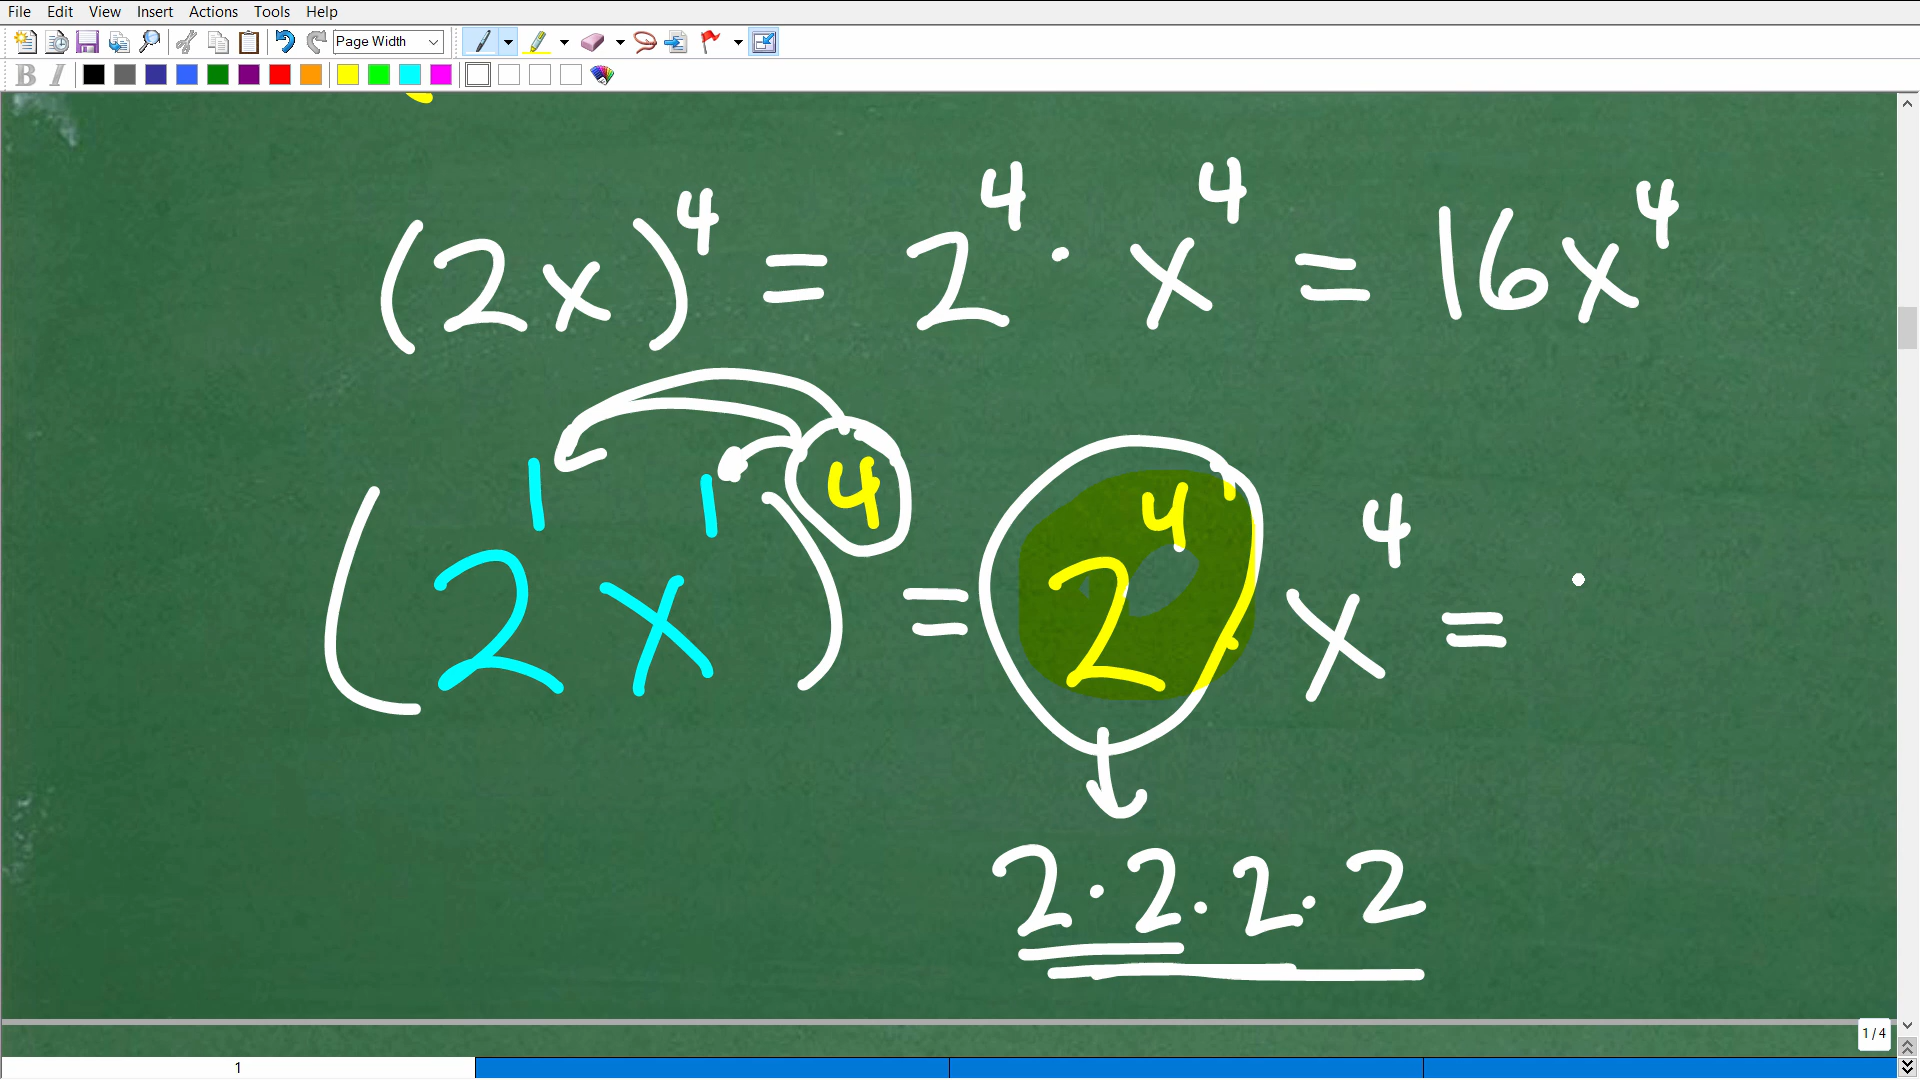 File Edit View Insert Actions Tools Help
Page Width
B I
(2x)⁴ = 2⁴ · x⁴ = 16x⁴
(2¹x¹)⁴ = 2⁴ x⁴ =
2 · 2 · 2 · 2
1 / 4
1